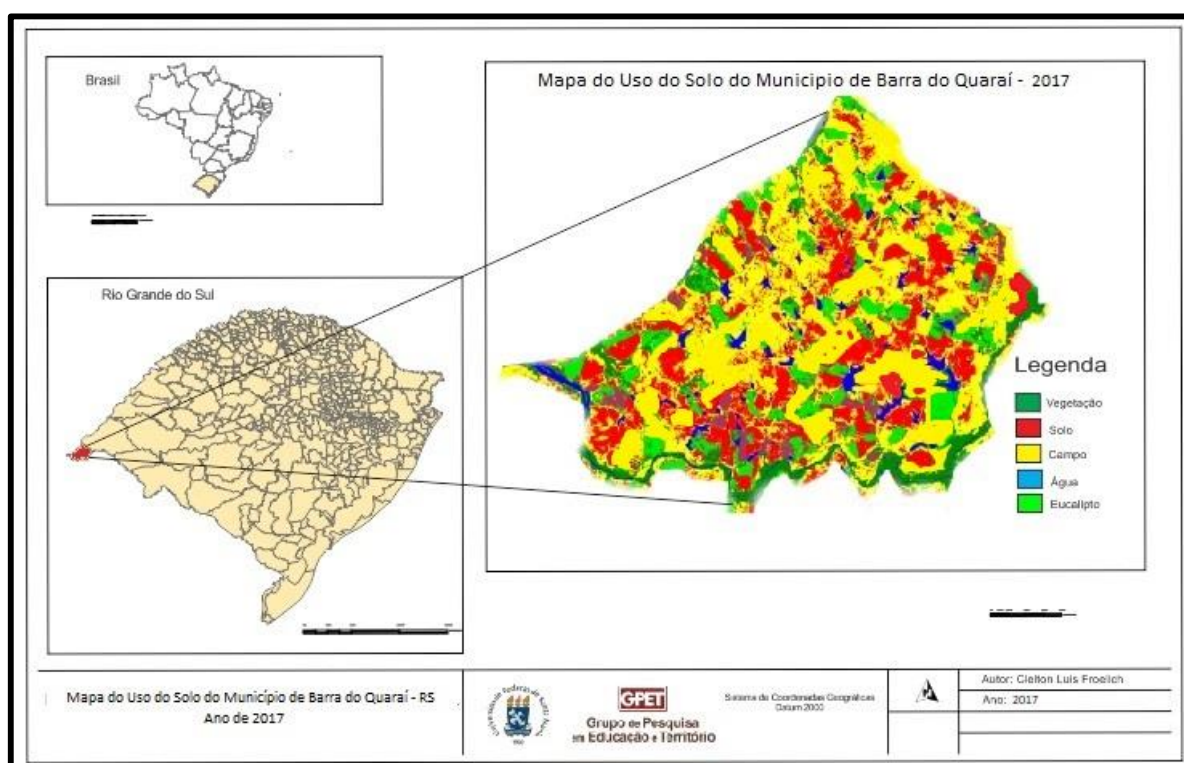 Brasil
Mapa do Uso do Solo do Municipio de Barra do Quaraí - 2017
Rio Grande do Sul
Legenda
Vegetação
Solo
Campo
Água
Eucalipto
Mapa do Uso do Solo do Município de Barra do Quaraí - RS
Ano de 2017
GPET
Grupo de Pesquisa
em Educação e Território
Sistema de Coordenadas Geográficas
Datum 2000
Autor: Cleiton Luis Froelich
Ano: 2017